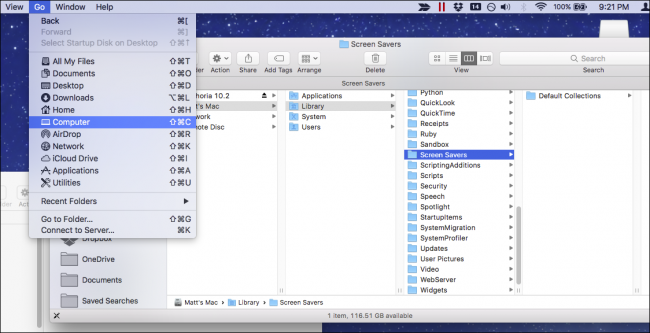 View Go Window Help
14
100%
9:21 PM
Back ⌘[
Forward ⌘]
Select Startup Disk on Desktop ⇧⌘↑
All My Files ⇧⌘F
Documents ⇧⌘O
Desktop ⇧⌘D
Downloads ⌥⌘L
Home ⇧⌘H
Computer ⇧⌘C
AirDrop ⇧⌘R
Network ⇧⌘K
iCloud Drive ⇧⌘I
Applications ⇧⌘A
Utilities ⇧⌘U
Recent Folders
Go to Folder... ⇧⌘G
Connect to Server... ⌘K
Dropbox
OneDrive
Documents
Saved Searches
Screen Savers
Action Share Add Tags Arrange Delete View Search
Search
Screen Savers
horia 10.2
tt's Mac
work
ote Disc
Applications
Library
System
Users
Python
QuickLook
QuickTime
Receipts
Ruby
Sandbox
Screen Savers
ScriptingAdditions
Scripts
Security
Speech
Spotlight
StartupItems
SystemMigration
SystemProfiler
Updates
User Pictures
Video
WebServer
Widgets
Default Collections
Matt's Mac Library Screen Savers
1 item, 116.51 GB available